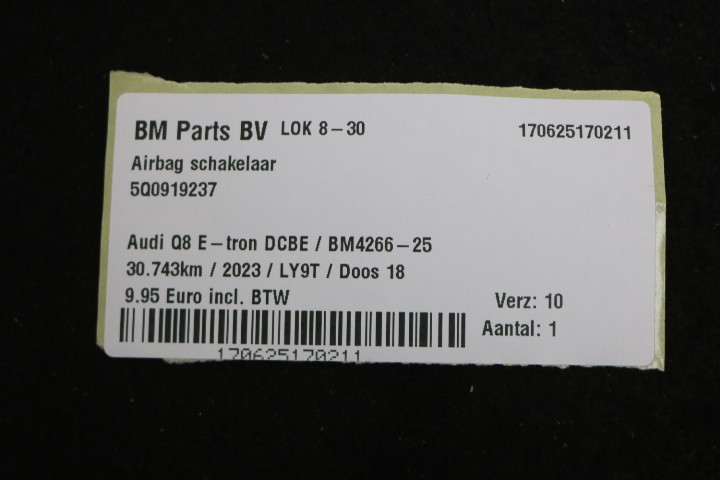 BM Parts BV LOK 8-30 170625170211
Airbag schakelaar
5Q0919237
Audi Q8 E-tron DCBE / BM4266-25
30.743km / 2023 / LY9T / Doos 18
9.95 Euro incl. BTW Verz: 10
Aantal: 1
170625170211